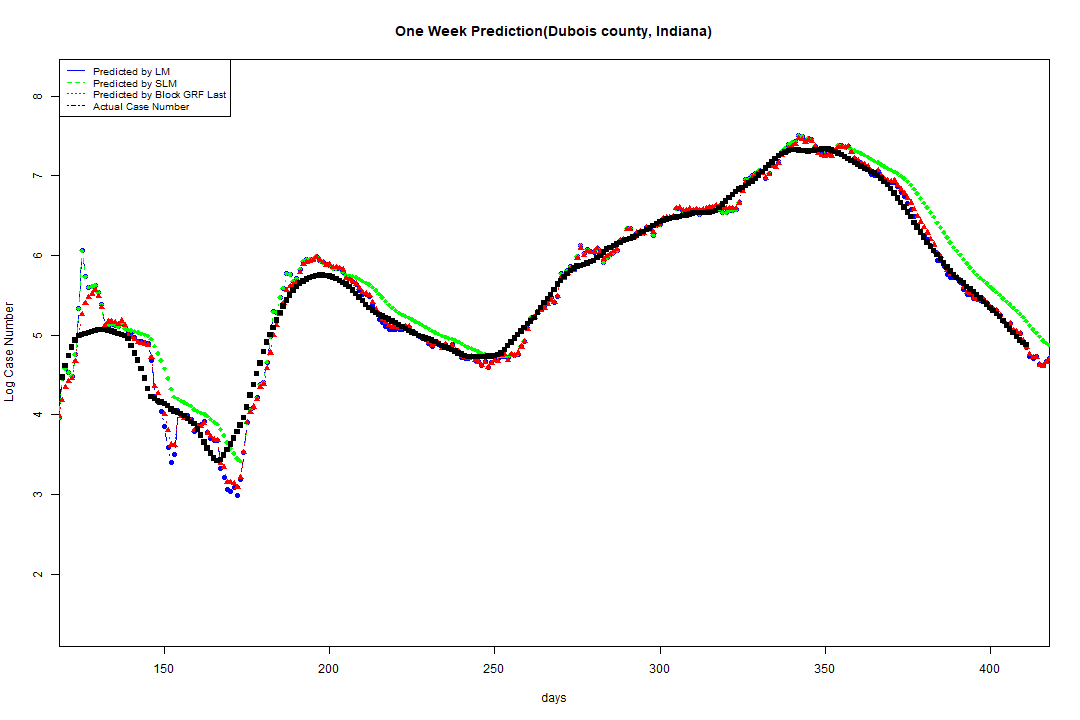 One Week Prediction(Dubois county, Indiana)
Predicted by LM
Predicted by SLM
Predicted by Block GRF Last
Actual Case Number
8
7
6
5
4
3
2
Log Case Number
150
200
250
300
350
400
days